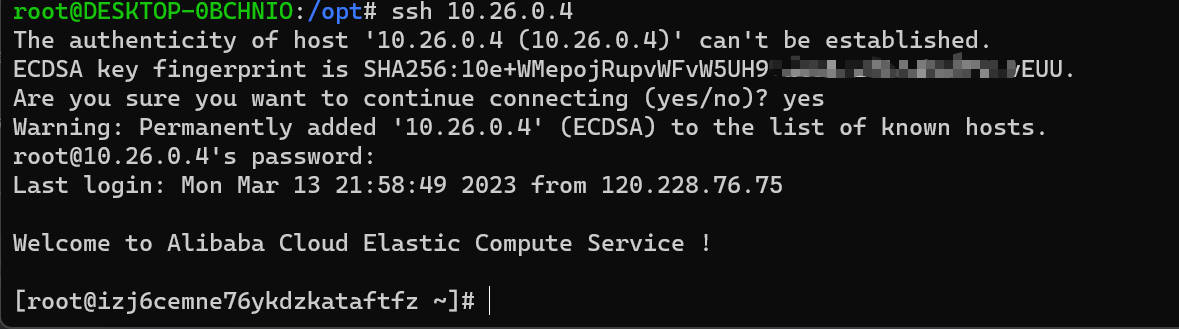 root@DESKTOP-0BCHNIO:/opt# ssh 10.26.0.4
The authenticity of host '10.26.0.4 (10.26.0.4)' can't be established.
ECDSA key fingerprint is SHA256:10e+WMepojRupvWFvW5UH9 vEUU.
Are you sure you want to continue connecting (yes/no)? yes
Warning: Permanently added '10.26.0.4' (ECDSA) to the list of known hosts.
root@10.26.0.4's password:
Last login: Mon Mar 13 21:58:49 2023 from 120.228.76.75
Welcome to Alibaba Cloud Elastic Compute Service !
[root@izj6cemne76ykdzkataftfz ~]#